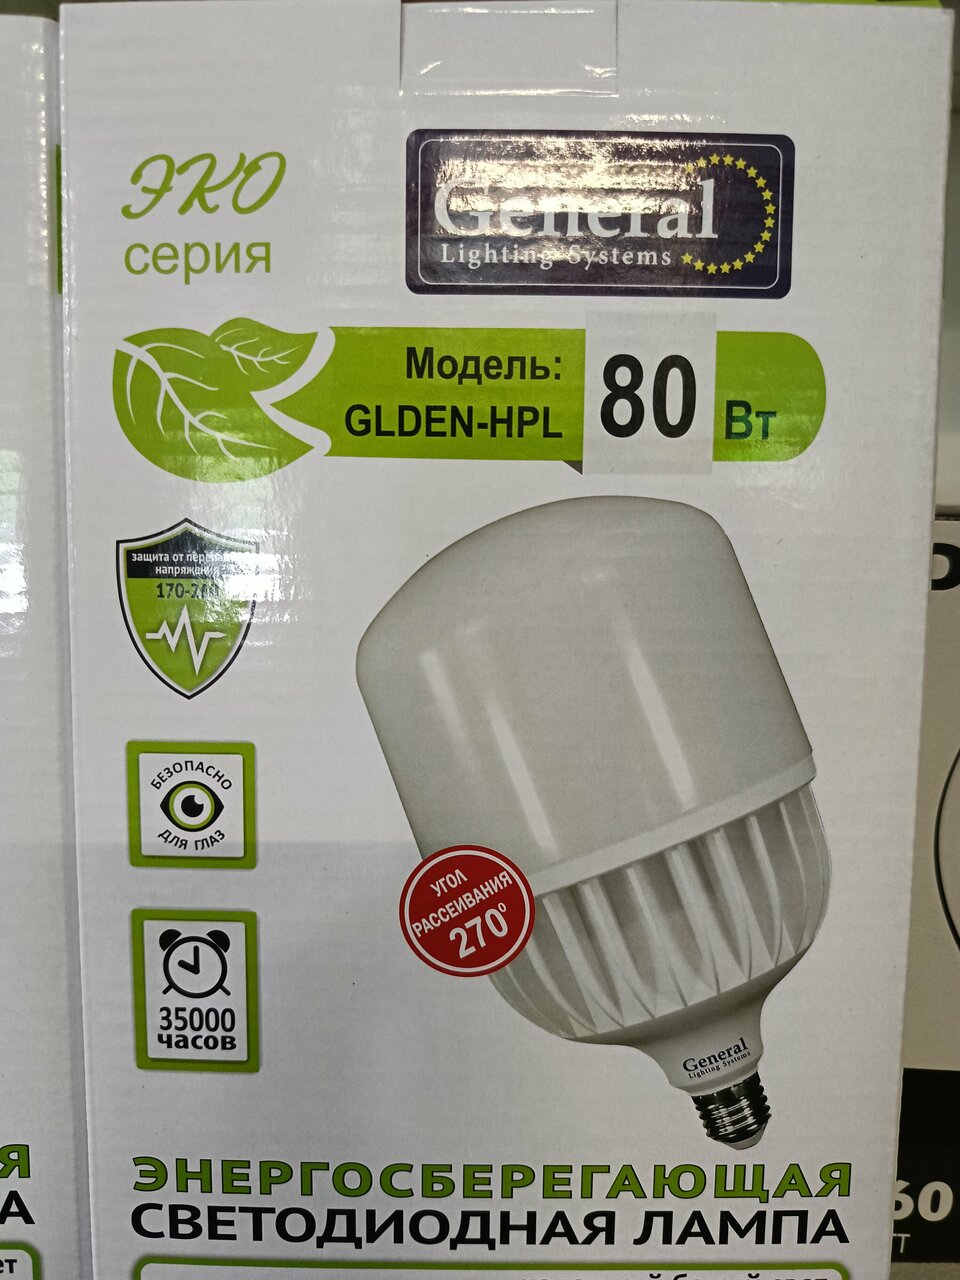 ЭКО
серия
General
Lighting Systems
Модель:
GLDEN-HPL
80
Вт
защита от
напряжения
БЕЗОПАСНО
ДЛЯ ГЛАЗ
УГОЛ
РАССЕИВАНИЯ
270°
35000
часов
General
Lighting Systems
ЭНЕРГОСБЕРЕГАЮЩАЯ
СВЕТОДИОДНАЯ ЛАМПА
Я
А
60